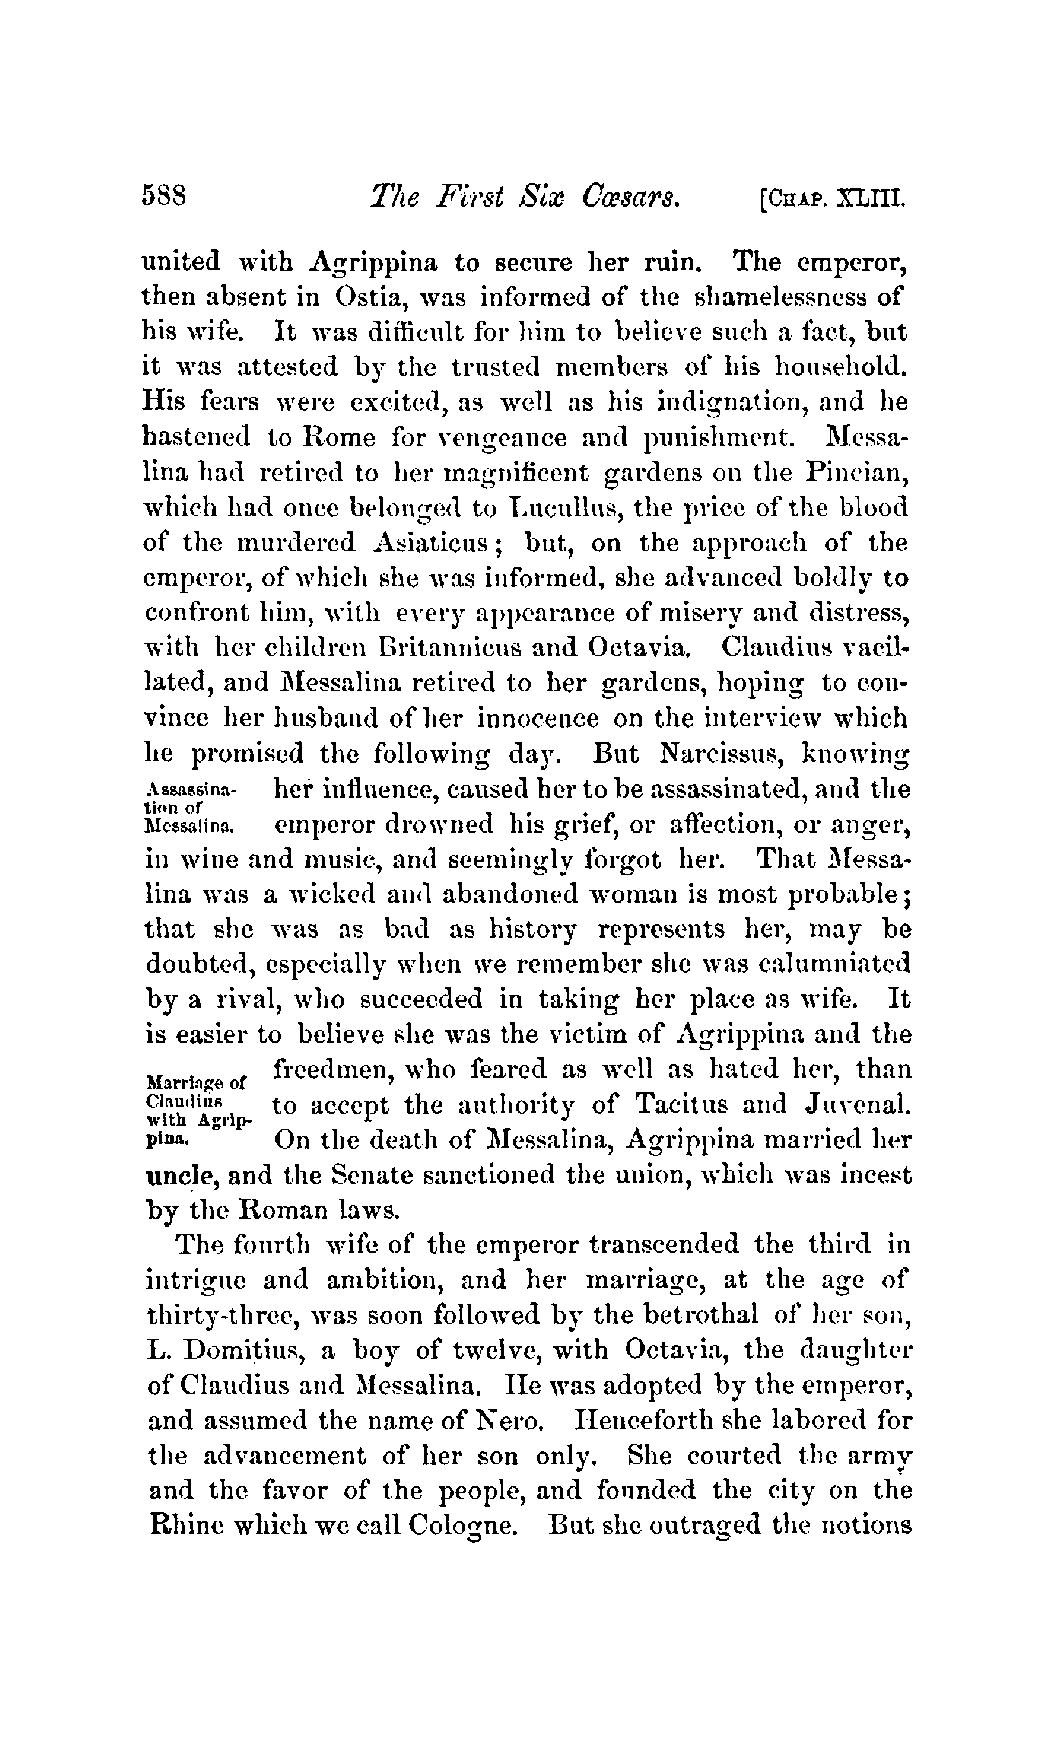 588 The First Six Cæsars. [CHAP. XLIII.
united with Agrippina to secure her ruin. The emperor,
then absent in Ostia, was informed of the shamelessness of
his wife. It was difficult for him to believe such a fact, but
it was attested by the trusted members of his household.
His fears were excited, as well as his indignation, and he
hastened to Rome for vengeance and punishment. Messa-
lina had retired to her magnificent gardens on the Pincian,
which had once belonged to Lucullus, the price of the blood
of the murdered Asiaticus; but, on the approach of the
emperor, of which she was informed, she advanced boldly to
confront him, with every appearance of misery and distress,
with her children Britannicus and Octavia. Claudius vacil-
lated, and Messalina retired to her gardens, hoping to con-
vince her husband of her innocence on the interview which
he promised the following day. But Narcissus, knowing
Assassina-
tion of
Messalina.
her influence, caused her to be assassinated, and the
emperor drowned his grief, or affection, or anger,
in wine and music, and seemingly forgot her. That Messa-
lina was a wicked and abandoned woman is most probable;
that she was as bad as history represents her, may be
doubted, especially when we remember she was calumniated
by a rival, who succeeded in taking her place as wife. It
is easier to believe she was the victim of Agrippina and the
Marriage of
Claudius
with Agrip-
pina.
freedmen, who feared as well as hated her, than
to accept the authority of Tacitus and Juvenal.
On the death of Messalina, Agrippina married her
uncle, and the Senate sanctioned the union, which was incest
by the Roman laws.
The fourth wife of the emperor transcended the third in
intrigue and ambition, and her marriage, at the age of
thirty-three, was soon followed by the betrothal of her son,
L. Domitius, a boy of twelve, with Octavia, the daughter
of Claudius and Messalina. He was adopted by the emperor,
and assumed the name of Nero. Henceforth she labored for
the advancement of her son only. She courted the army
and the favor of the people, and founded the city on the
Rhine which we call Cologne. But she outraged the notions